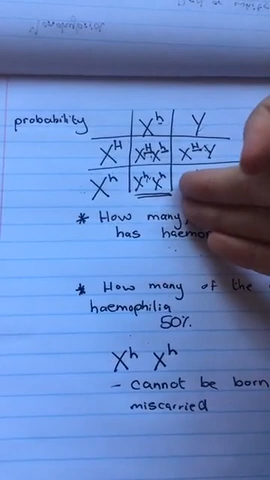 X^h Y
probability
X^H X^H X^h X^H Y
X^h X^h X^h
* How many,
has haemo
* How many of the
haemophilia
50%
X^h X^h
- cannot be born
miscarried